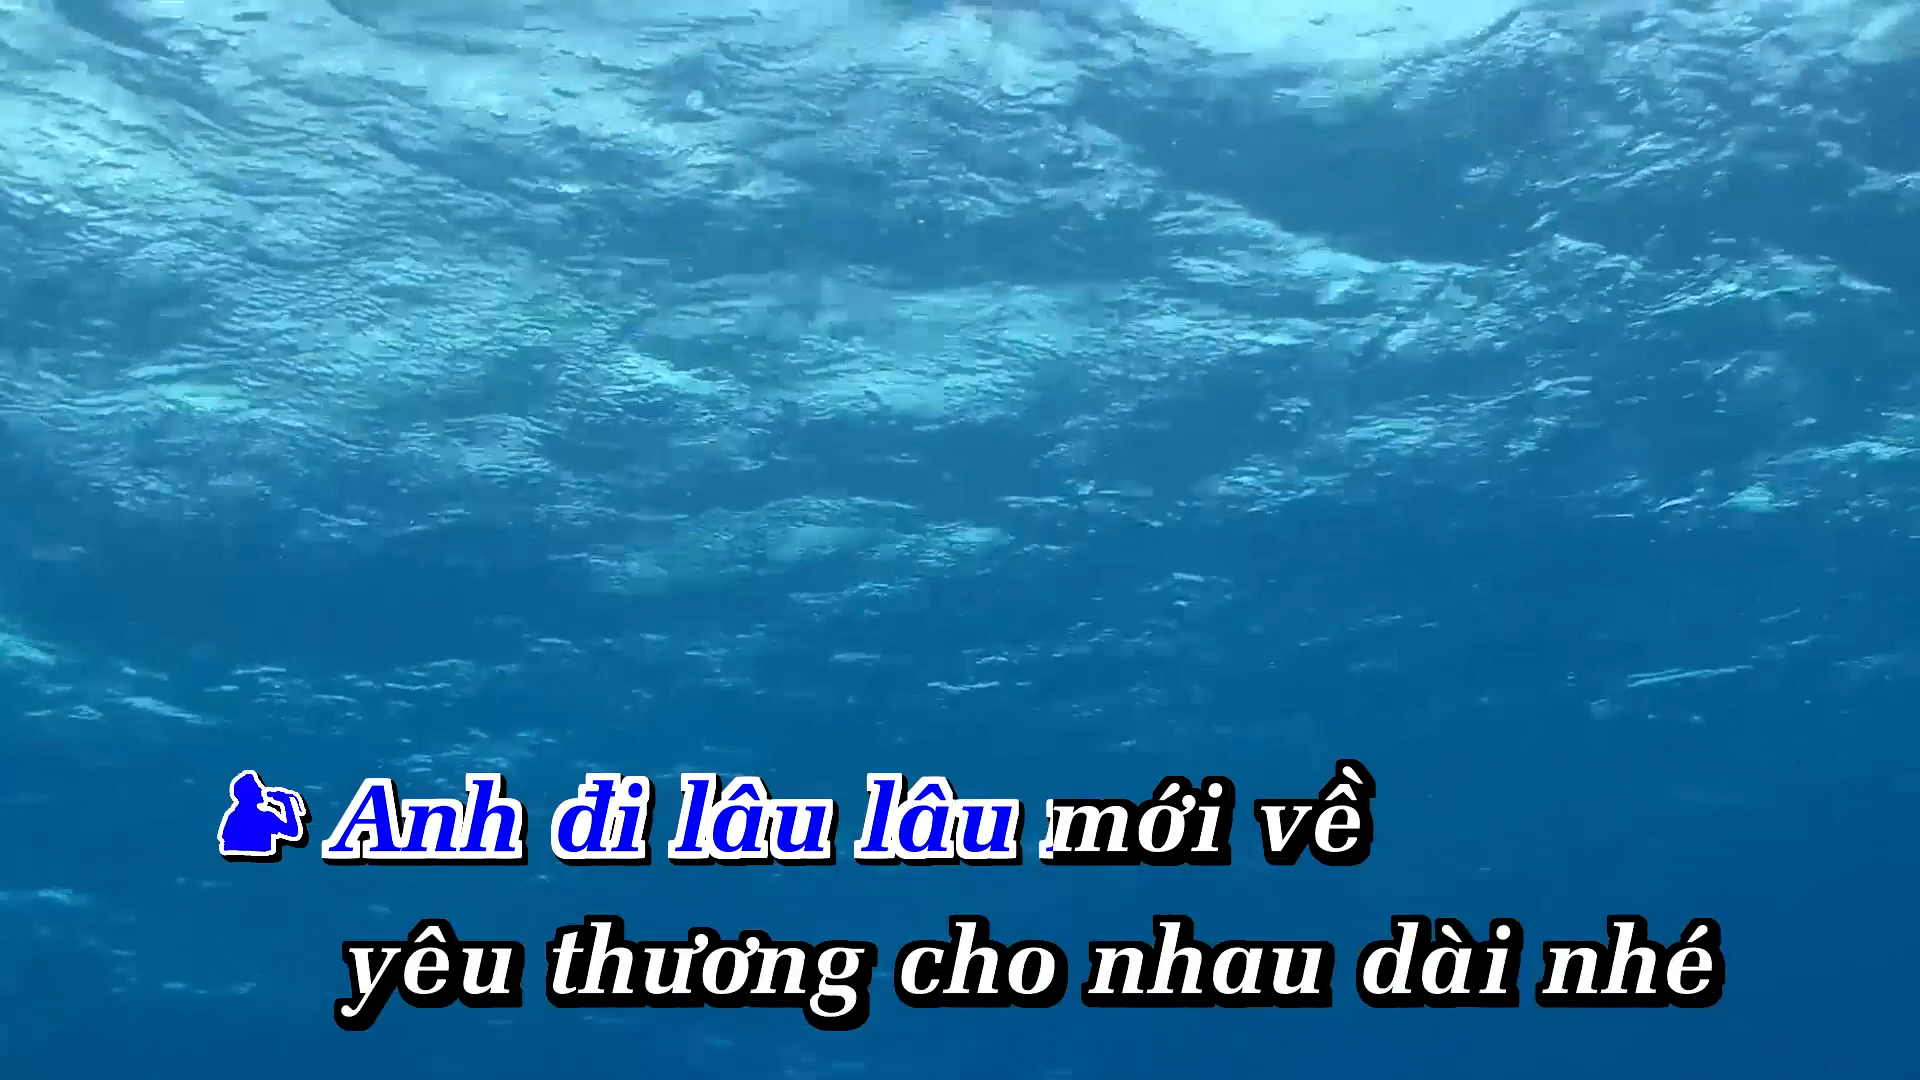 Anh đi lâu lâu mới về
yêu thương cho nhau dài nhé